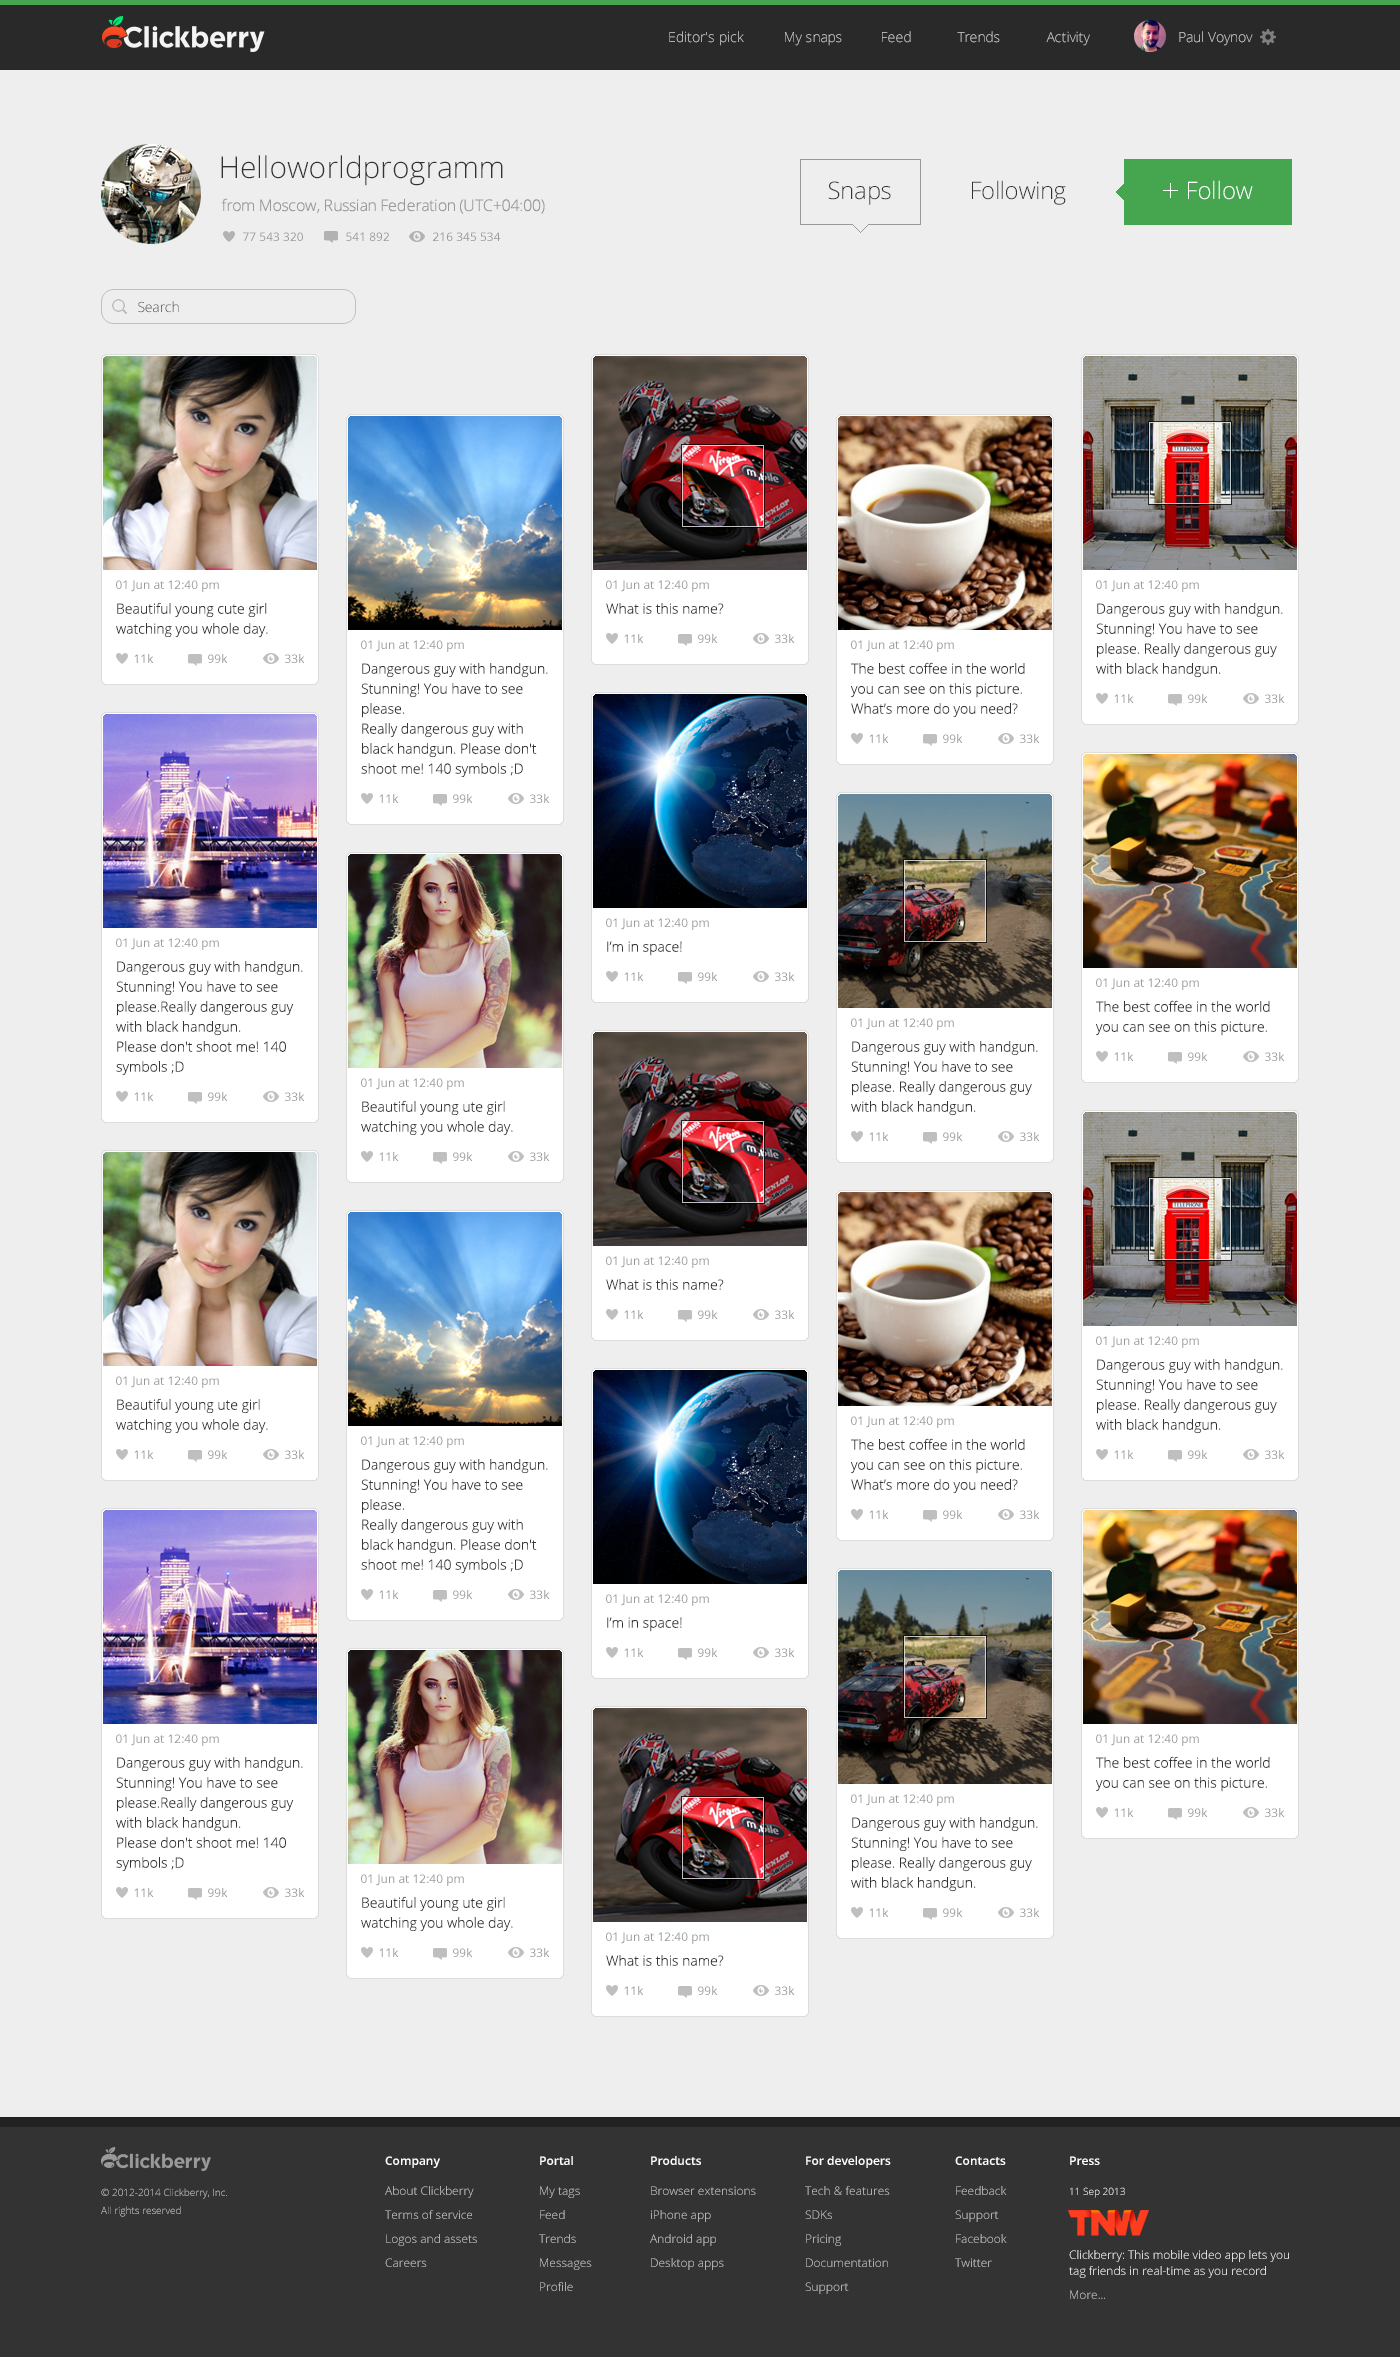 Clickberry
Editor's pick
My snaps
Feed
Trends
Activity
Paul Voynov
Helloworldprogramm
from Moscow, Russian Federation (UTC+04:00)
77 543 320
541 892
216 345 534
Snaps
Following
+ Follow
Search
01 Jun at 12:40 pm
Beautiful young cute girl
watching you whole day.
11k 99k 33k
01 Jun at 12:40 pm
Dangerous guy with handgun.
Stunning! You have to see
please.Really dangerous guy
with black handgun.
Please don't shoot me! 140
symbols ;D
11k 99k 33k
01 Jun at 12:40 pm
Beautiful young ute girl
watching you whole day.
11k 99k 33k
01 Jun at 12:40 pm
Dangerous guy with handgun.
Stunning! You have to see
please.Really dangerous guy
with black handgun.
Please don't shoot me! 140
symbols ;D
11k 99k 33k
01 Jun at 12:40 pm
Dangerous guy with handgun.
Stunning! You have to see
please.
Really dangerous guy with
black handgun. Please don't
shoot me! 140 symbols ;D
11k 99k 33k
01 Jun at 12:40 pm
Beautiful young ute girl
watching you whole day.
11k 99k 33k
01 Jun at 12:40 pm
Dangerous guy with handgun.
Stunning! You have to see
please.
Really dangerous guy with
black handgun. Please don't
shoot me! 140 symbols ;D
11k 99k 33k
01 Jun at 12:40 pm
Beautiful young ute girl
watching you whole day.
11k 99k 33k
Virgin
mobile
DUNLOP
01 Jun at 12:40 pm
What is this name?
11k 99k 33k
01 Jun at 12:40 pm
I'm in space!
11k 99k 33k
Virgin
mobile
DUNLOP
01 Jun at 12:40 pm
What is this name?
11k 99k 33k
01 Jun at 12:40 pm
I'm in space!
11k 99k 33k
Virgin
mobile
DUNLOP
01 Jun at 12:40 pm
What is this name?
11k 99k 33k
01 Jun at 12:40 pm
The best coffee in the world
you can see on this picture.
What's more do you need?
11k 99k 33k
01 Jun at 12:40 pm
Dangerous guy with handgun.
Stunning! You have to see
please. Really dangerous guy
with black handgun.
11k 99k 33k
01 Jun at 12:40 pm
The best coffee in the world
you can see on this picture.
What's more do you need?
11k 99k 33k
01 Jun at 12:40 pm
Dangerous guy with handgun.
Stunning! You have to see
please. Really dangerous guy
with black handgun.
11k 99k 33k
TELEPHONE
01 Jun at 12:40 pm
Dangerous guy with handgun.
Stunning! You have to see
please. Really dangerous guy
with black handgun.
11k 99k 33k
01 Jun at 12:40 pm
The best coffee in the world
you can see on this picture.
11k 99k 33k
TELEPHONE
01 Jun at 12:40 pm
Dangerous guy with handgun.
Stunning! You have to see
please. Really dangerous guy
with black handgun.
11k 99k 33k
01 Jun at 12:40 pm
The best coffee in the world
you can see on this picture.
11k 99k 33k
Clickberry
© 2012-2014 Clickberry, Inc.
All rights reserved
Company
About Clickberry
Terms of service
Logos and assets
Careers
Portal
My tags
Feed
Trends
Messages
Profile
Products
Browser extensions
iPhone app
Android app
Desktop apps
For developers
Tech & features
SDKs
Pricing
Documentation
Support
Contacts
Feedback
Support
Facebook
Twitter
Press
11 Sep 2013
TNW
Clickberry: This mobile video app lets you
tag friends in real-time as you record
More...